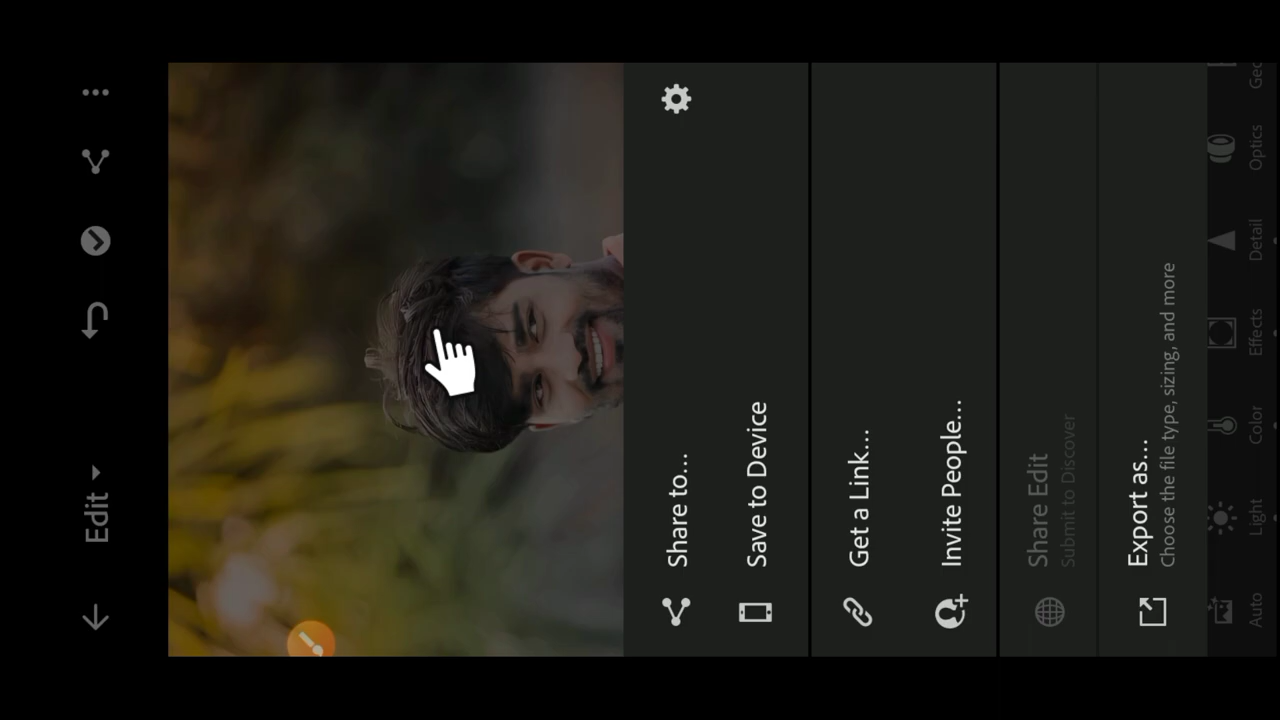 Edit
Share to...
Save to Device
Get a Link...
Invite People...
Share Edit
Submit to Discover
Export as...
Choose the file type, sizing, and more
Auto
Light
Color
Effects
Detail
Optics